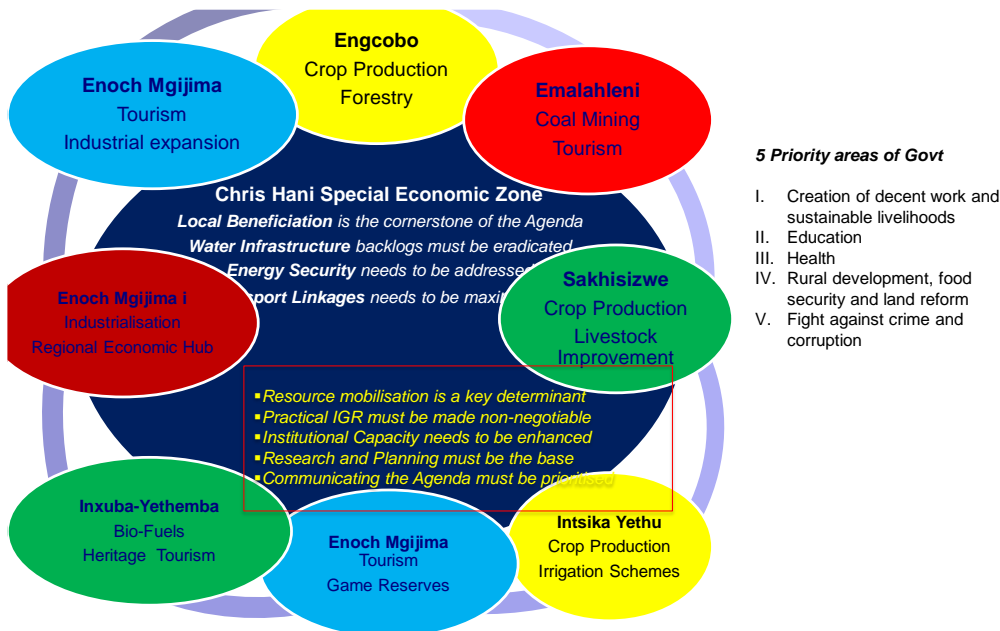 Engcobo
Crop Production
Forestry
Enoch Mgijima
Tourism
Industrial expansion
Emalahleni
Coal Mining
Tourism
Chris Hani Special Economic Zone
Local Beneficiation is the cornerstone of the Agenda
Water Infrastructure backlogs must be eradicated
Energy Security needs to be addressed
sport Linkages needs to be maxi
Enoch Mgijima i
Industrialisation
Regional Economic Hub
Sakhisizwe
Crop Production
Livestock
Improvement
▪Resource mobilisation is a key determinant
▪Practical IGR must be made non-negotiable
▪Institutional Capacity needs to be enhanced
▪Research and Planning must be the base
▪Communicating the Agenda must be prioritised
Inxuba-Yethemba
Bio-Fuels
Heritage Tourism
Enoch Mgijima
Tourism
Game Reserves
Intsika Yethu
Crop Production
Irrigation Schemes
5 Priority areas of Govt
I. Creation of decent work and
sustainable livelihoods
II. Education
III. Health
IV. Rural development, food
security and land reform
V. Fight against crime and
corruption